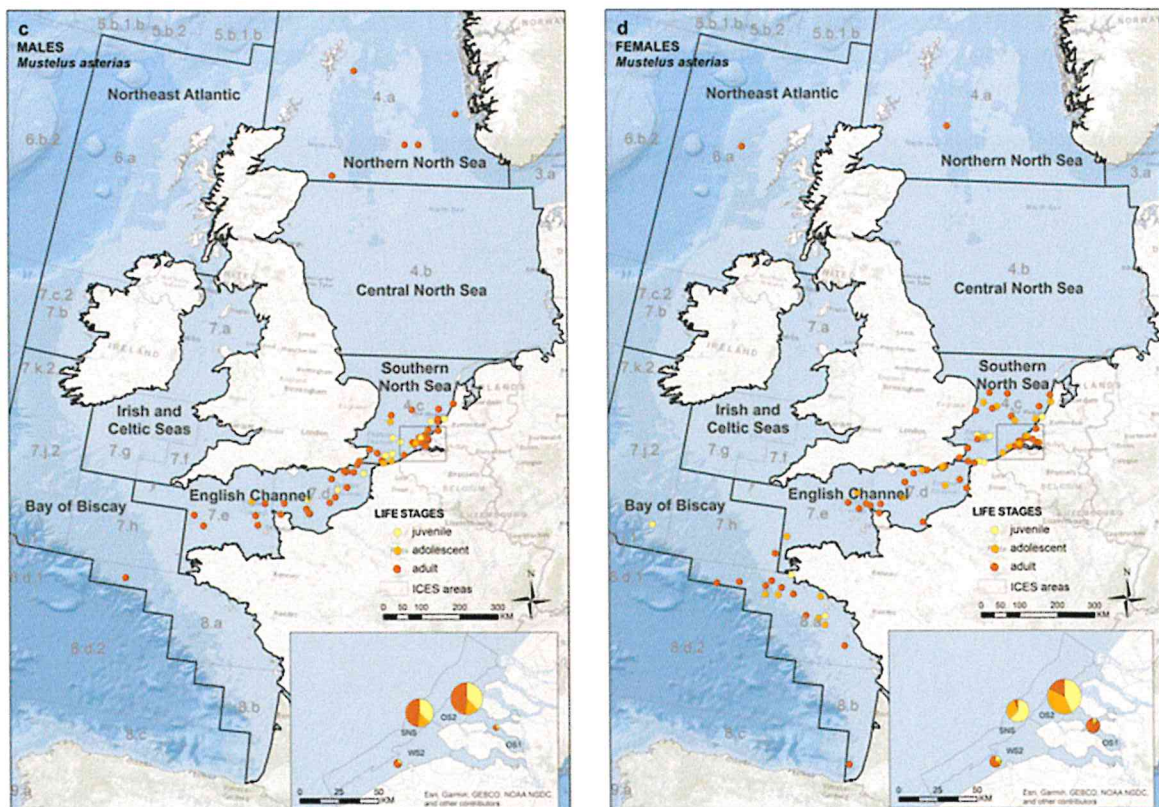 c
MALES
Mustelus asterias
5.b.1.b
5.b.2
5.b.1.b
Northeast Atlantic
4.a
6.b.2
6.a
Northern North Sea
3.a
4.b
Central North Sea
7.c.2
7.b
7.a
IRELAND
7.k.2
Southern
North Sea
4.c
Irish and
Celtic Seas
7.g
7.f
7.j.2
English Channel
7.d
7.e
Bay of Biscay
7.h
LIFE STAGES
juvenile
adolescent
adult
ICES areas
N
0 50 100 200 300
KM
8.d.1
8.a
8.d.2
8.b
8.c
9.a
SNS
OS2
OS1
WS2
0 25 50
KM
Esri, Garmin, GEBCO, NOAA NGDC,
and other contributors
d
FEMALES
Mustelus asterias
5.b.1.b
5.b.2
5.b.1.b
NORWAY
Northeast Atlantic
4.a
6.b.2
6.a
Northern North Sea
3.a
4.b
Central North Sea
7.c.2
7.b
7.a
IRELAND
7.k.2
Southern
North Sea
4.c
Irish and
Celtic Seas
7.g
7.f
7.j.2
English Channel
7.d
7.e
Bay of Biscay
7.h
LIFE STAGES
juvenile
adolescent
adult
ICES areas
N
0 50 100 200 300
KM
8.d.1
8.a
8.d.2
8.b
8.c
9.a
SNS
OS2
OS1
WS2
0 25 50
KM
Esri, Garmin, GEBCO, NOAA NGDC,
and other contributors